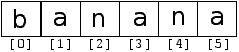 b a n a n a
[0] [1] [2] [3] [4] [5]